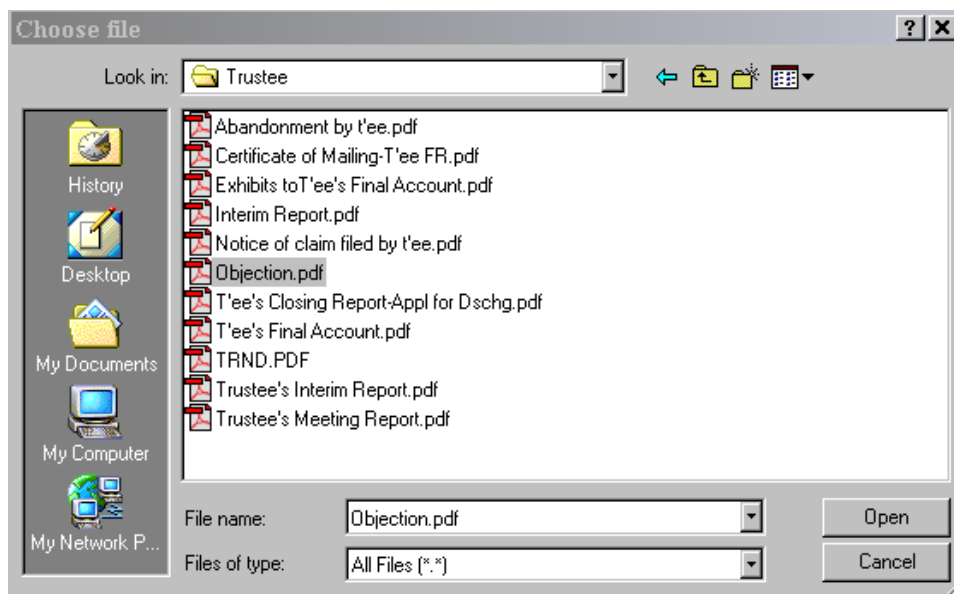 Choose file
Look in: Trustee
History
Desktop
My Documents
My Computer
My Network P...
Abandonment by t'ee.pdf
Certificate of Mailing-T'ee FR.pdf
Exhibits toT'ee's Final Account.pdf
Interim Report.pdf
Notice of claim filed by t'ee.pdf
Objection.pdf
T'ee's Closing Report-Appl for Dschg.pdf
T'ee's Final Account.pdf
TRND.PDF
Trustee's Interim Report.pdf
Trustee's Meeting Report.pdf
File name: Objection.pdf Open
Files of type: All Files (*.*) Cancel